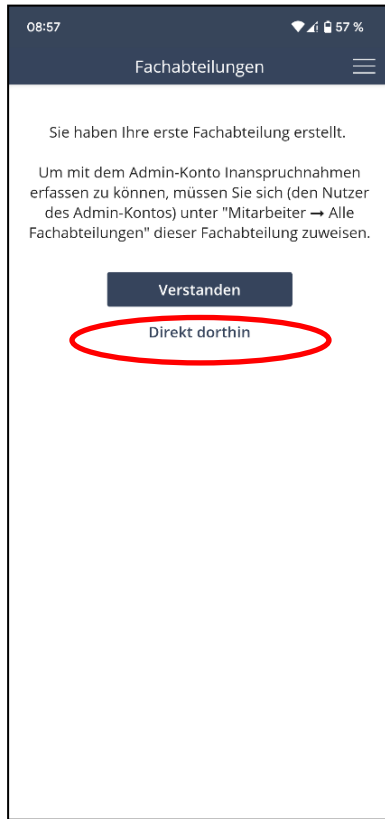 08:57 57 %
Fachabteilungen
Sie haben Ihre erste Fachabteilung erstellt.
Um mit dem Admin-Konto Inanspruchnahmen
erfassen zu können, müssen Sie sich (den Nutzer
des Admin-Kontos) unter "Mitarbeiter → Alle
Fachabteilungen" dieser Fachabteilung zuweisen.
Verstanden
Direkt dorthin